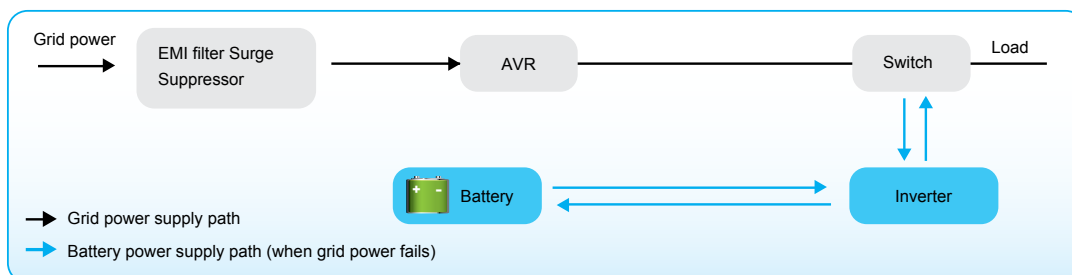 Grid power
EMI filter Surge
Suppressor
AVR
Switch
Load
+ -
Battery
Inverter
Grid power supply path
Battery power supply path (when grid power fails)